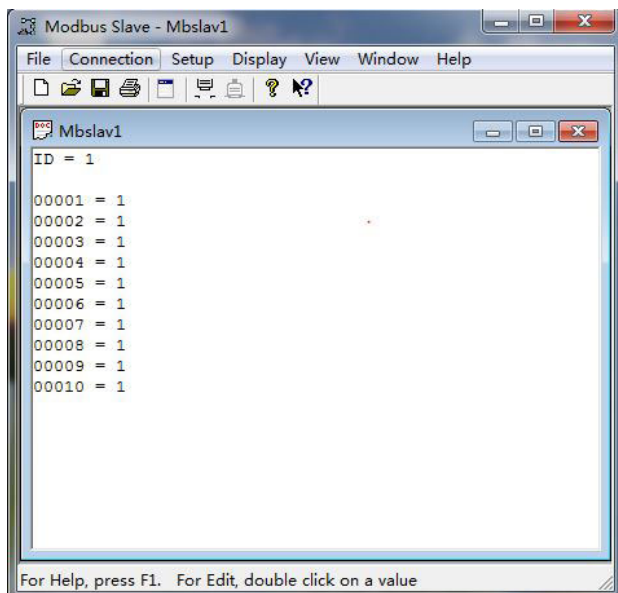 Modbus Slave - Mbslav1
File Connection Setup Display View Window Help
Mbslav1
ID = 1
00001 = 1
00002 = 1
00003 = 1
00004 = 1
00005 = 1
00006 = 1
00007 = 1
00008 = 1
00009 = 1
00010 = 1
For Help, press F1. For Edit, double click on a value